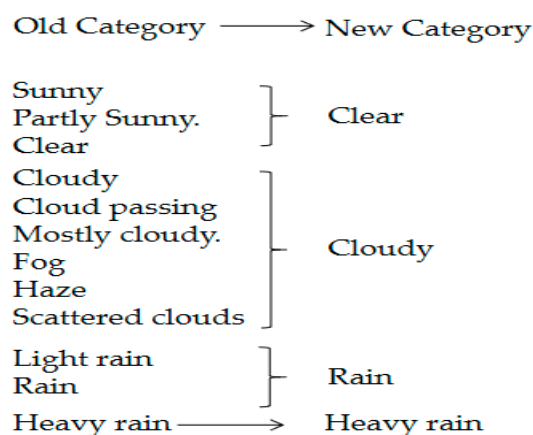 Old Category → New Category
Sunny
Partly Sunny.
Clear
Clear
Cloudy
Cloud passing
Mostly cloudy.
Fog
Haze
Scattered clouds
Cloudy
Light rain
Rain
Rain
Heavy rain → Heavy rain